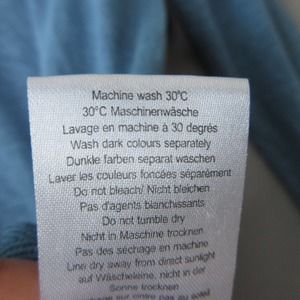 Machine wash 30°C
30°C Maschinenwäsche
Lavage en machine à 30 degrés
Wash dark colours separately
Dunkle farben separat waschen
Laver les couleurs foncées séparément
Do not bleach/ Nicht bleichen
Pas d'agents blanchissants
Do not tumble dry
Nicht in Maschine trocknen
Pas des séchage en machine
Line dry away from direct sunlight
auf Wäscheleine, nicht in der
Sonne trocknen